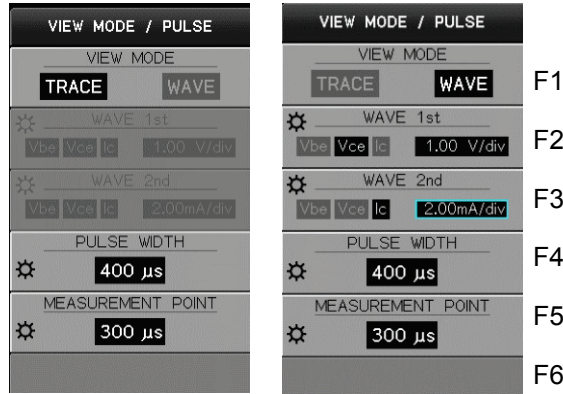 VIEW MODE / PULSE
VIEW MODE
TRACE WAVE
WAVE 1st
Vbe Vce Ic 1.00 V/div
WAVE 2nd
Vbe Vce Ic 2.00mA/div
PULSE WIDTH
400 µs
MEASUREMENT POINT
300 µs
VIEW MODE / PULSE
VIEW MODE
TRACE WAVE
WAVE 1st
Vbe Vce Ic 1.00 V/div
WAVE 2nd
Vbe Vce Ic 2.00mA/div
PULSE WIDTH
400 µs
MEASUREMENT POINT
300 µs
F1
F2
F3
F4
F5
F6